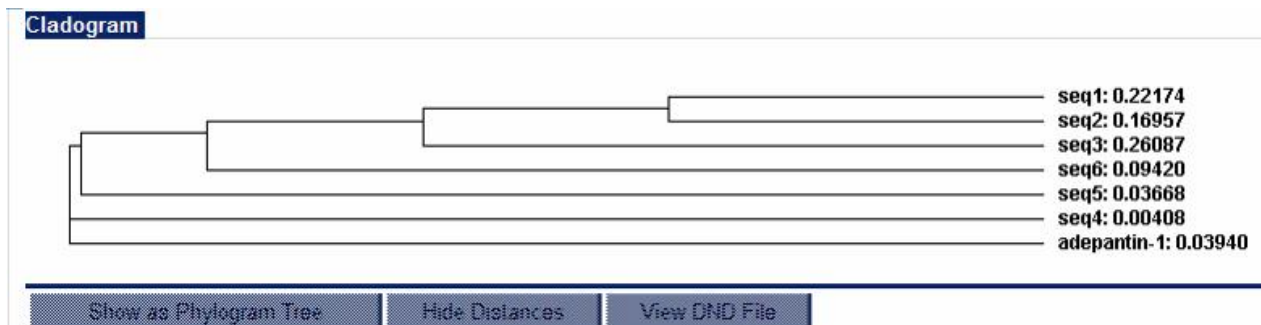 Cladogram
seq1: 0.22174
seq2: 0.16957
seq3: 0.26087
seq6: 0.09420
seq5: 0.03668
seq4: 0.00408
adepantin-1: 0.03940
Show as Phylogram Tree Hide Distances View DND File